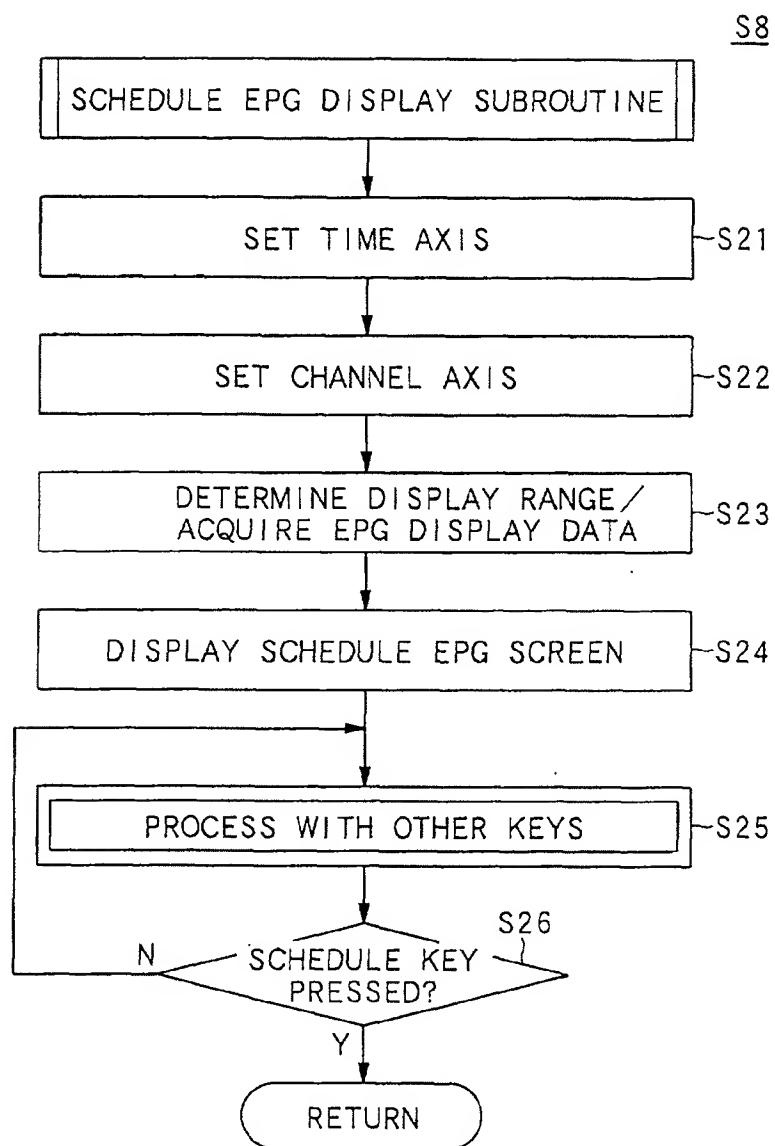 S8
SCHEDULE EPG DISPLAY SUBROUTINE
SET TIME AXIS
S21
SET CHANNEL AXIS
S22
DETERMINE DISPLAY RANGE/
ACQUIRE EPG DISPLAY DATA
S23
DISPLAY SCHEDULE EPG SCREEN
S24
PROCESS WITH OTHER KEYS
S25
S26
N
SCHEDULE KEY
PRESSED?
Y
RETURN